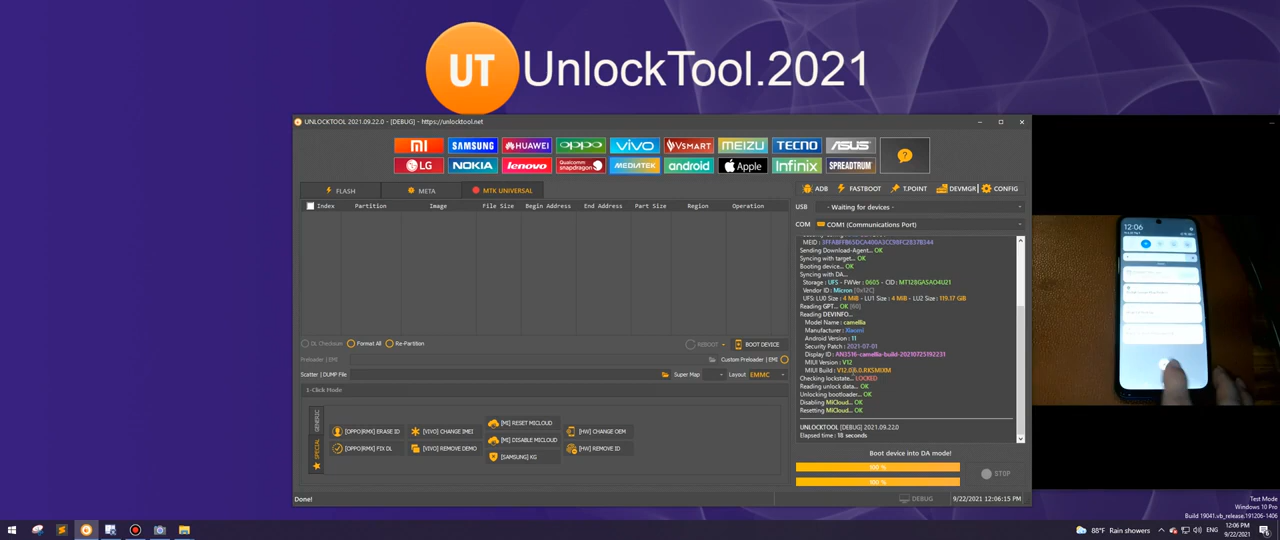 UT UnlockTool.2021
UNLOCKTOOL 2021.09.22.0 - [DEBUG] - https://unlocktool.net
MI SAMSUNG HUAWEI OPPO VIVO VSMART MEIZU TECNO ASUS ?
LG NOKIA lenovo Qualcomm snapdragon MEDIATEK android Apple Infinix SPREADTRUM
FLASH META MTK UNIVERSAL
ADB FASTBOOT T.POINT DEVMGR CONFIG
Index Partition Image File Size Begin Address End Address Part Size Region Operation
USB - Waiting for devices -
COM COM1 (Communications Port)
Sending Download-Agent... OK
Syncing with target... OK
Booting device... OK
Syncing with DA...
Storage : UFS - FWVer : 0605 - CID : MT128GASAO4U21
Vendor ID : Micron [0x12C]
UFS: LU0 Size : 4 MiB - LU1 Size : 4 MiB - LU2 Size : 119.17 GiB
Reading GPT... OK [60]
Reading DEVINFO...
Model Name : camellia
Manufacturer : Xiaomi
Android Version : 11
Security Patch : 2021-07-01
Display ID : AN3516-camellia-build-20210725192231
MIUI Version : V12
MIUI Build : V12.0.6.0.RKSMIXM
Checking lockstate... LOCKED
Reading unlock data... OK
Unlocking bootloader... OK
Disabling MiCloud... OK
Resetting MiCloud... OK
UNLOCKTOOL [DEBUG] 2021.09.22.0
Elapsed time : 18 seconds
DL Checksum Format All Re-Partition
REBOOT BOOT DEVICE
Preloader | EMI Custom Preloader | EMI
Scatter | DUMP File Super Map Layout EMMC
1-Click Mode
GENERIC
SPECIAL
[OPPO|RM] ERASE ID [VIVO] CHANGE IMEI [MI] RESET MICLOUD [HW] CHANGE OEM
[OPPO|RM] FIX DL [VIVO] REMOVE DEMO [MI] DISABLE MICLOUD [HW] REMOVE ID
[SAMSUNG] KG
Boot device into DA mode!
100 %
100 %
STOP
Done! DEBUG 9/22/2021 12:06:15 PM
12:06
Test Mode
Windows 10 Pro
Build 19041.vb_release.191206-1406
88°F Rain showers ENG 12:06 PM
9/22/2021